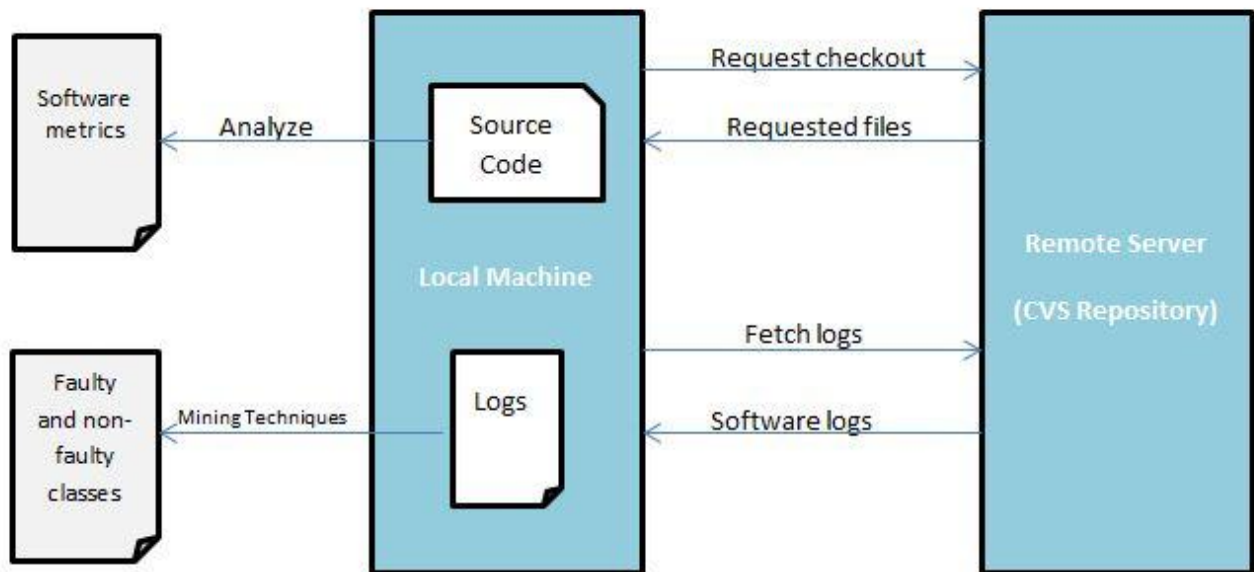 Software
metrics
Analyze
Source
Code
Request checkout
Requested files
Local Machine
Remote Server
(CVS Repository)
Faulty
and non-
faulty
classes
Mining Techniques
Logs
Fetch logs
Software logs